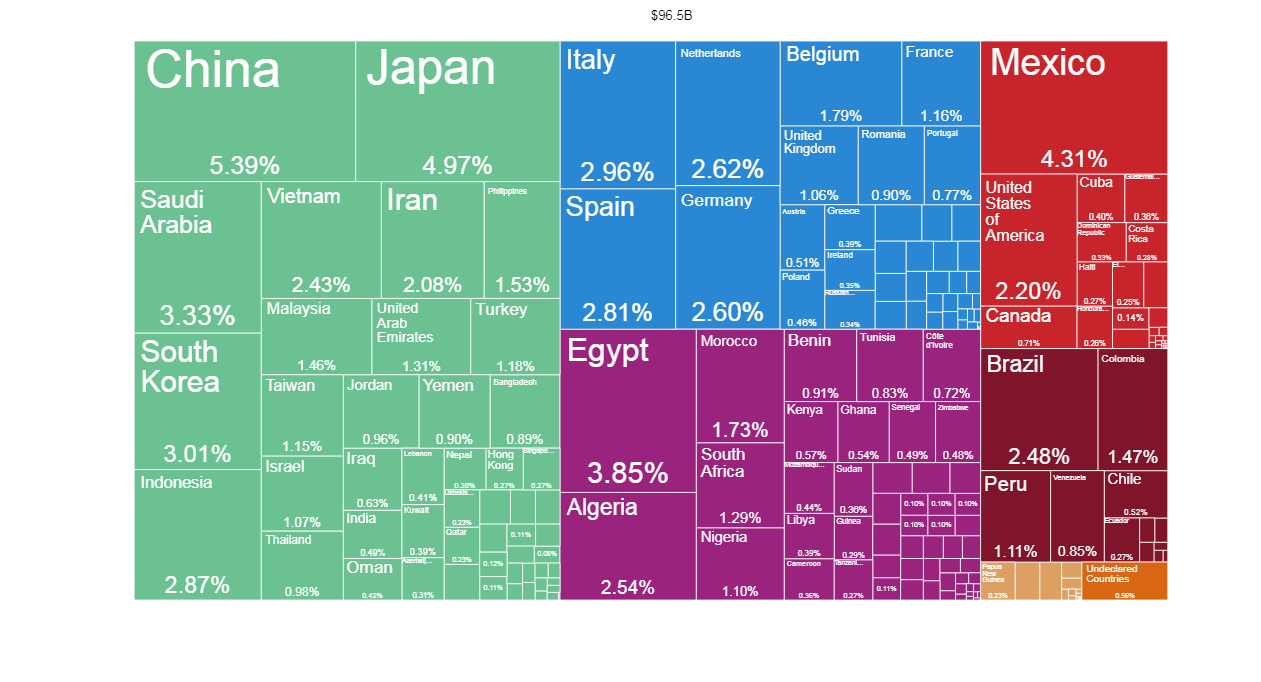 $96.5B
China
5.39%
Japan
4.97%
Saudi
Arabia
3.33%
South
Korea
3.01%
Indonesia
2.87%
Vietnam
2.43%
Iran
2.08%
Philippines
1.53%
Malaysia
1.46%
United
Arab
Emirates
1.31%
Turkey
1.18%
Taiwan
1.15%
Israel
1.07%
Thailand
0.98%
Jordan
0.96%
Yemen
0.90%
Bangladesh
0.89%
Iraq
0.63%
India
0.49%
Oman
0.42%
Lebanon
0.41%
Kuwait
0.39%
Azerbaij...
0.31%
Nepal
0.30%
Hong
Kong
0.27%
Singapo...
0.27%
Uzbekis...
0.23%
Qatar
0.23%
0.12%
0.11%
0.11%
0.08%
Italy
2.96%
Spain
2.81%
Netherlands
2.62%
Germany
2.60%
Belgium
1.79%
France
1.16%
United
Kingdom
1.06%
Romania
0.90%
Portugal
0.77%
Austria
0.51%
Poland
0.46%
Greece
0.39%
Ireland
0.35%
Russian...
0.34%
Egypt
3.85%
Algeria
2.54%
Morocco
1.73%
South
Africa
1.29%
Nigeria
1.10%
Benin
0.91%
Tunisia
0.83%
Côte
d'Ivoire
0.72%
Kenya
0.57%
Ghana
0.54%
Senegal
0.49%
Zimbabwe
0.48%
Mozambiq...
0.44%
Libya
0.39%
Cameroon
0.36%
Sudan
0.36%
Guinea
0.29%
Tanzani...
0.27%
0.10%
0.10%
0.10%
0.10%
0.10%
0.11%
Mexico
4.31%
United
States
of
America
2.20%
Canada
0.71%
Cuba
0.40%
Guatemal...
0.36%
Dominican
Republic
0.33%
Costa
Rica
0.28%
Haiti
0.27%
El...
0.25%
Hondura...
0.26%
0.14%
Brazil
2.48%
Colombia
1.47%
Peru
1.11%
Venezuela
0.85%
Chile
0.52%
Ecuador
0.27%
Papua
New
Guinea
0.23%
Undeclared
Countries
0.56%